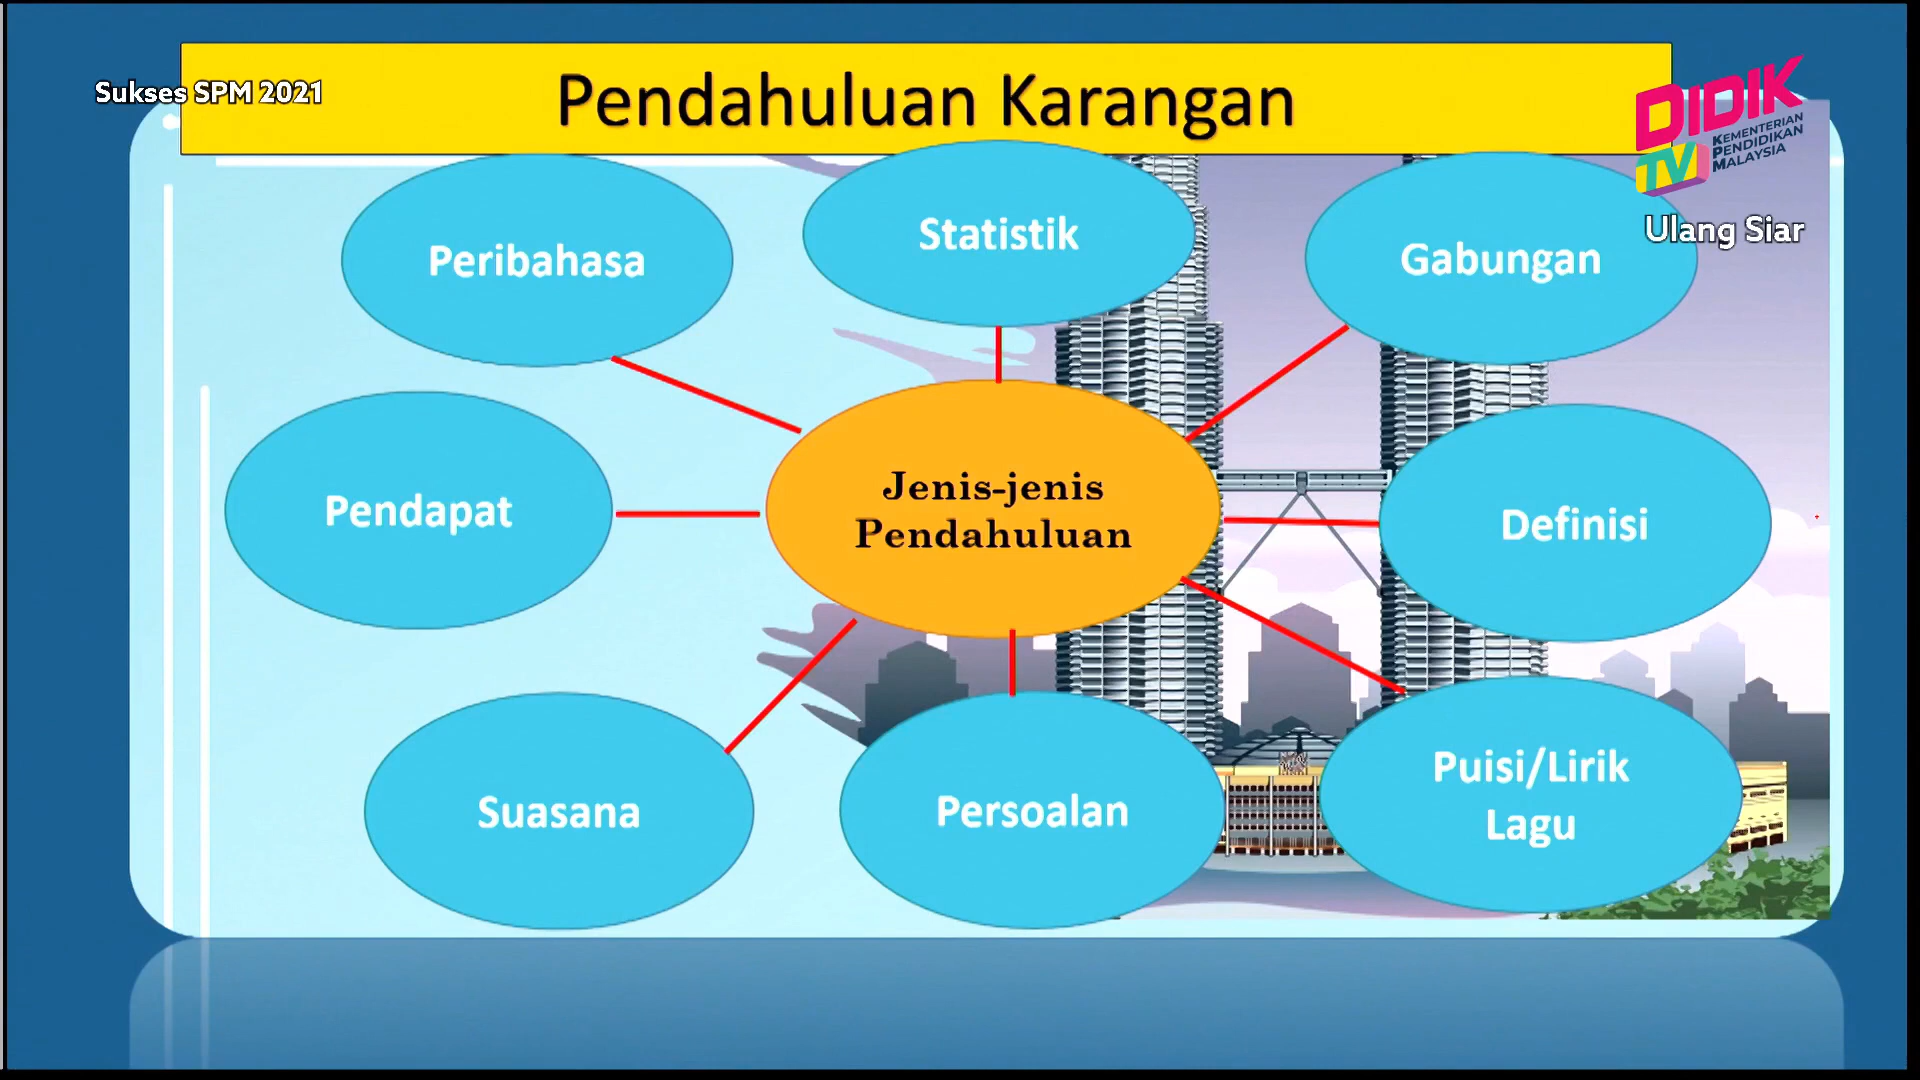 Sukses SPM 2021
Pendahuluan Karangan
DIDIK
TV
KEMENTERIAN
PENDIDIKAN
MALAYSIA
Ulang Siar
Peribahasa
Statistik
Gabungan
Pendapat
Jenis-jenis
Pendahuluan
Definisi
Suasana
Persoalan
Puisi/Lirik
Lagu